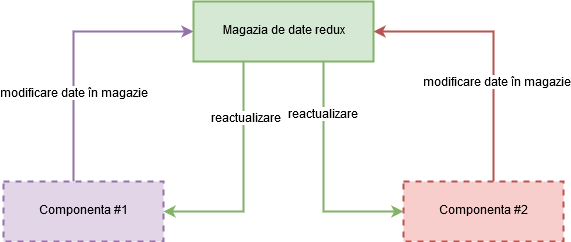 Magazia de date redux
modificare date în magazie
modificare date în magazie
reactualizare
reactualizare
Componenta #1
Componenta #2